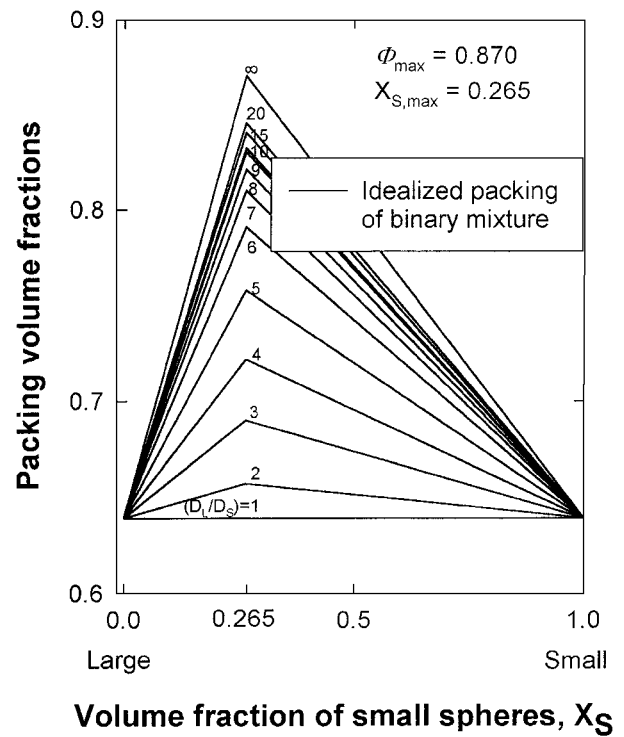 0.9
Φmax = 0.870
XS,max = 0.265
∞
20
15
10
9
8
7
6
5
4
3
2
(DL/DS)=1
Idealized packing
of binary mixture
0.8
0.7
0.6
Packing volume fractions
0.0 0.265 0.5 1.0
Large Small
Volume fraction of small spheres, XS